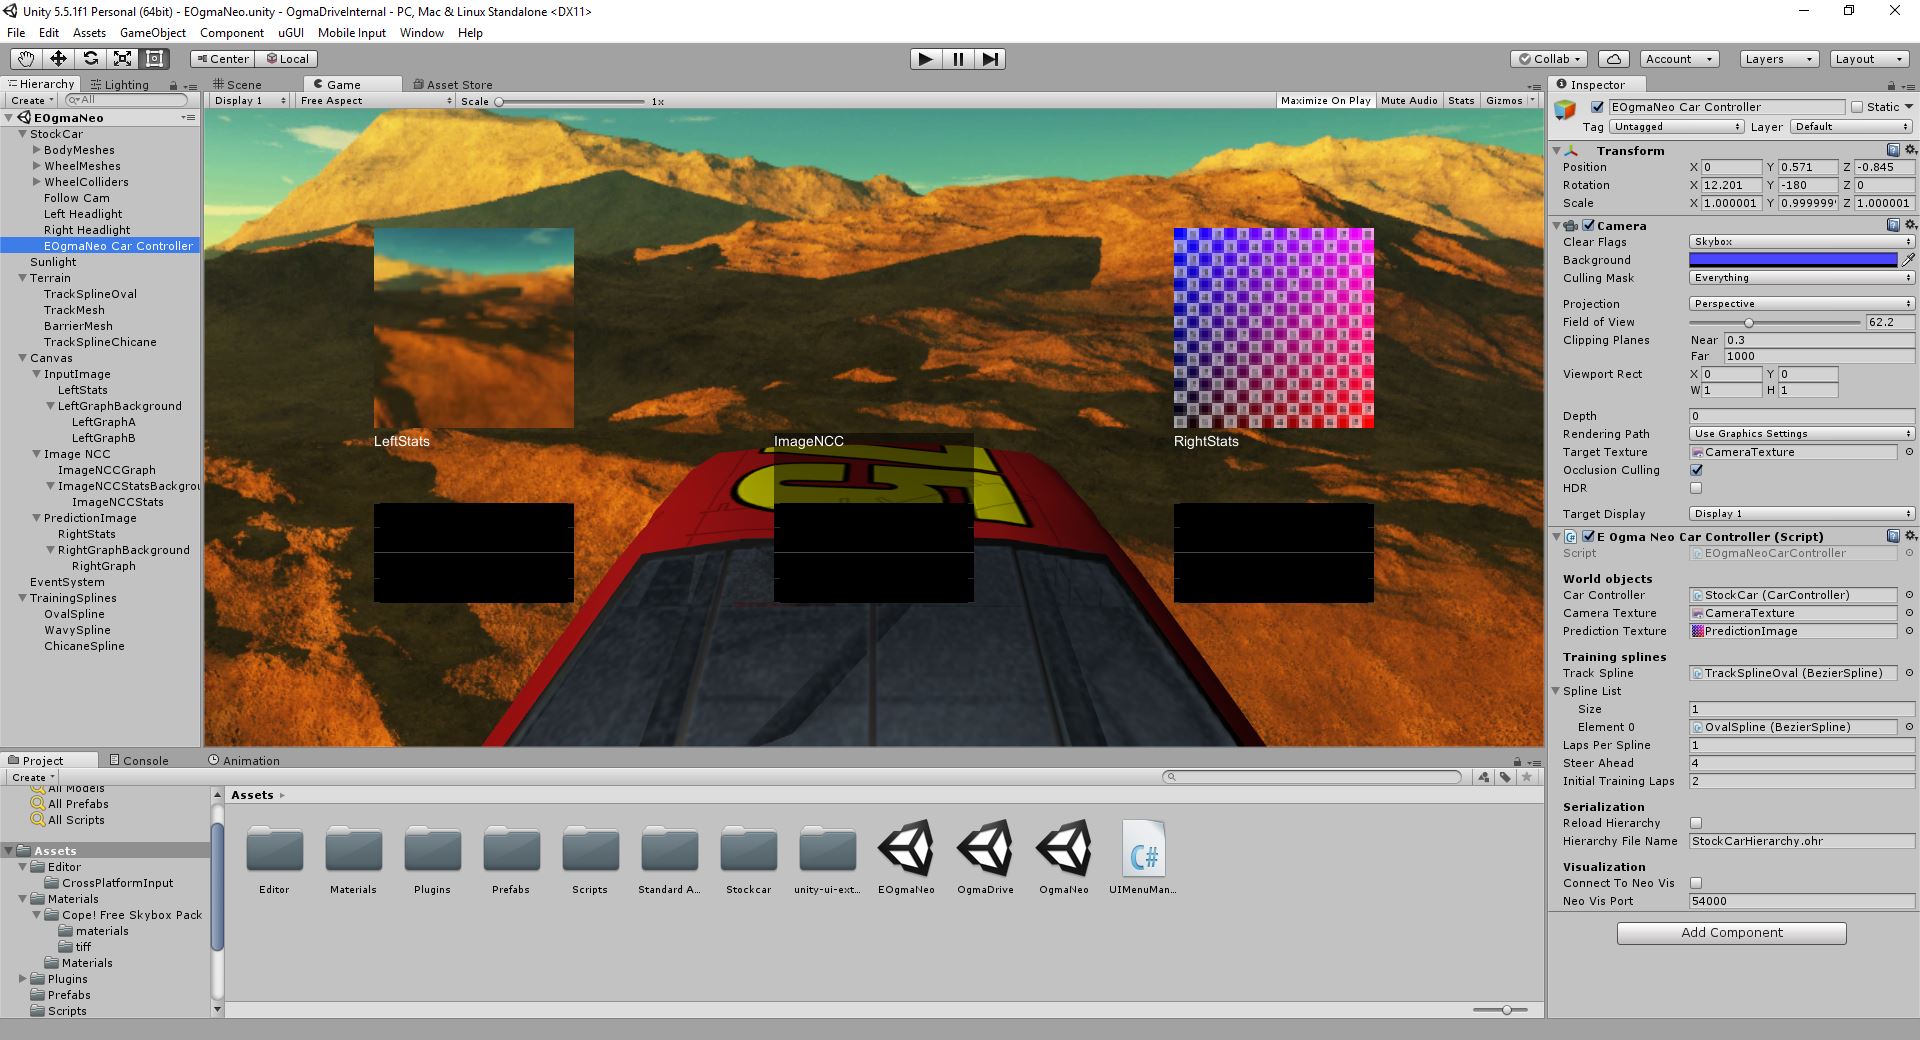 Unity 5.5.1f1 Personal (64bit) - EOgmaNeo.unity - OgmaDriveInternal - PC, Mac & Linux Standalone <DX11>
File Edit Assets GameObject Component uGUI Mobile Input Window Help
Center Local
Collab Account Layers Layout
Hierarchy Lighting
Create All
EOgmaNeo
StockCar
BodyMeshes
WheelMeshes
WheelColliders
Follow Cam
Left Headlight
Right Headlight
EOgmaNeo Car Controller
Sunlight
Terrain
TrackSplineOval
TrackMesh
BarrierMesh
TrackSplineChicane
Canvas
InputImage
LeftStats
LeftGraphBackground
LeftGraphA
LeftGraphB
Image NCC
ImageNCCGraph
ImageNCCStatsBackgrou
ImageNCCStats
PredictionImage
RightStats
RightGraphBackground
RightGraph
EventSystem
TrainingSplines
OvalSpline
WavySpline
ChicaneSpline
Scene Game Asset Store
Display 1 Free Aspect Scale 1x Maximize On Play Mute Audio Stats Gizmos
LeftStats
ImageNCC
RightStats
Inspector
EOgmaNeo Car Controller Static
Tag Untagged Layer Default
Transform
Position X 0 Y 0.571 Z -0.845
Rotation X 12.201 Y -180 Z 0
Scale X 1.000001 Y 0.999999 Z 1.000001
Camera
Clear Flags Skybox
Background
Culling Mask Everything
Projection Perspective
Field of View 62.2
Clipping Planes Near 0.3
Far 1000
Viewport Rect X 0 Y 0
W 1 H 1
Depth 0
Rendering Path Use Graphics Settings
Target Texture CameraTexture
Occlusion Culling
HDR
Target Display Display 1
E Ogma Neo Car Controller (Script)
Script EOgmaNeoCarController
World objects
Car Controller StockCar (CarController)
Camera Texture CameraTexture
Prediction Texture PredictionImage
Training splines
Track Spline TrackSplineOval (BezierSpline)
Spline List
Size 1
Element 0 OvalSpline (BezierSpline)
Laps Per Spline 1
Steer Ahead 4
Initial Training Laps 2
Serialization
Reload Hierarchy
Hierarchy File Name StockCarHierarchy.ohr
Visualization
Connect To Neo Vis
Neo Vis Port 54000
Add Component
Project Console Animation
Create
All Models
All Prefabs
All Scripts
Assets
Editor
CrossPlatformInput
Materials
Cope! Free Skybox Pack
materials
tiff
Materials
Plugins
Prefabs
Scripts
Assets
Editor Materials Plugins Prefabs Scripts Standard A... Stockcar unity-ui-ext... EOgmaNeo OgmaDrive OgmaNeo UIMenuMan...
C#